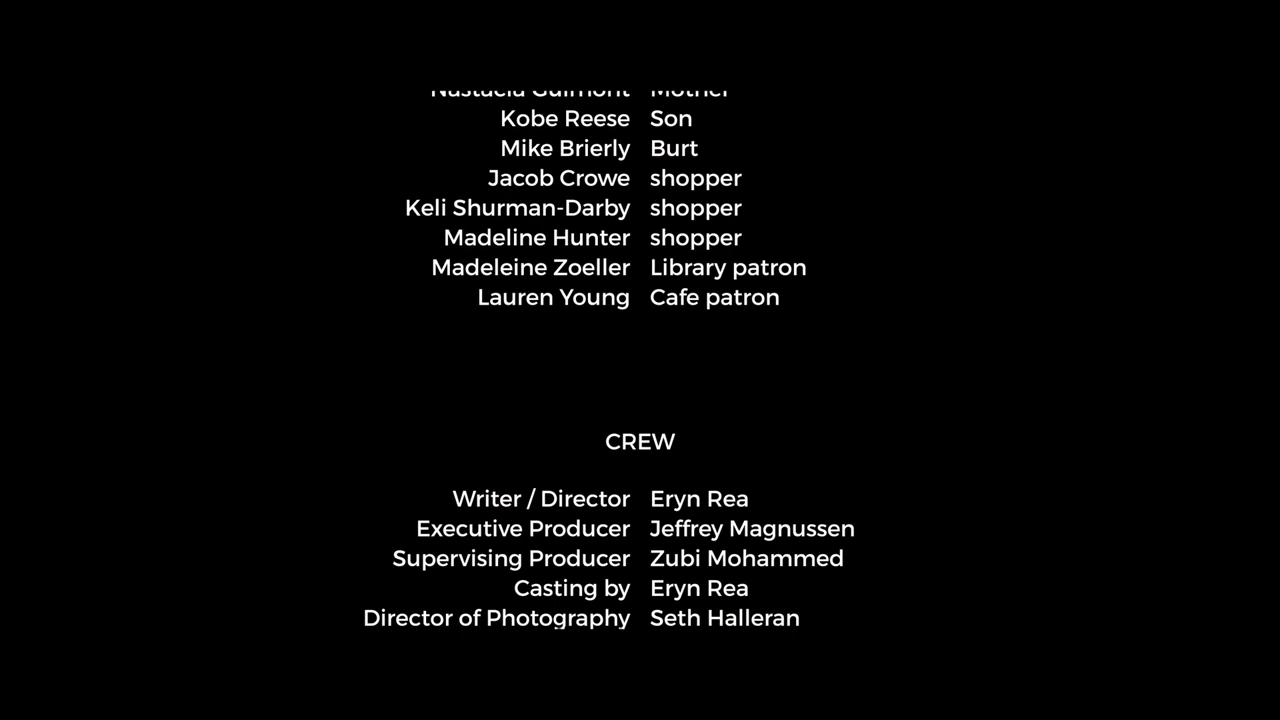 Mother
Kobe Reese Son
Mike Brierly Burt
Jacob Crowe shopper
Keli Shurman-Darby shopper
Madeline Hunter shopper
Madeleine Zoeller Library patron
Lauren Young Cafe patron
CREW
Writer / Director Eryn Rea
Executive Producer Jeffrey Magnussen
Supervising Producer Zubi Mohammed
Casting by Eryn Rea
Director of Photography Seth Halleran